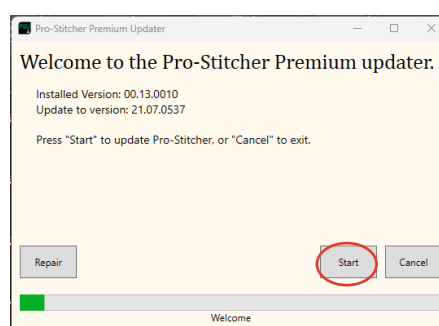 Pro-Stitcher Premium Updater
Welcome to the Pro-Stitcher Premium updater.
Installed Version: 00.13.0010
Update to version: 21.07.0537
Press "Start" to update Pro-Stitcher, or "Cancel" to exit.
Repair
Start
Cancel
Welcome